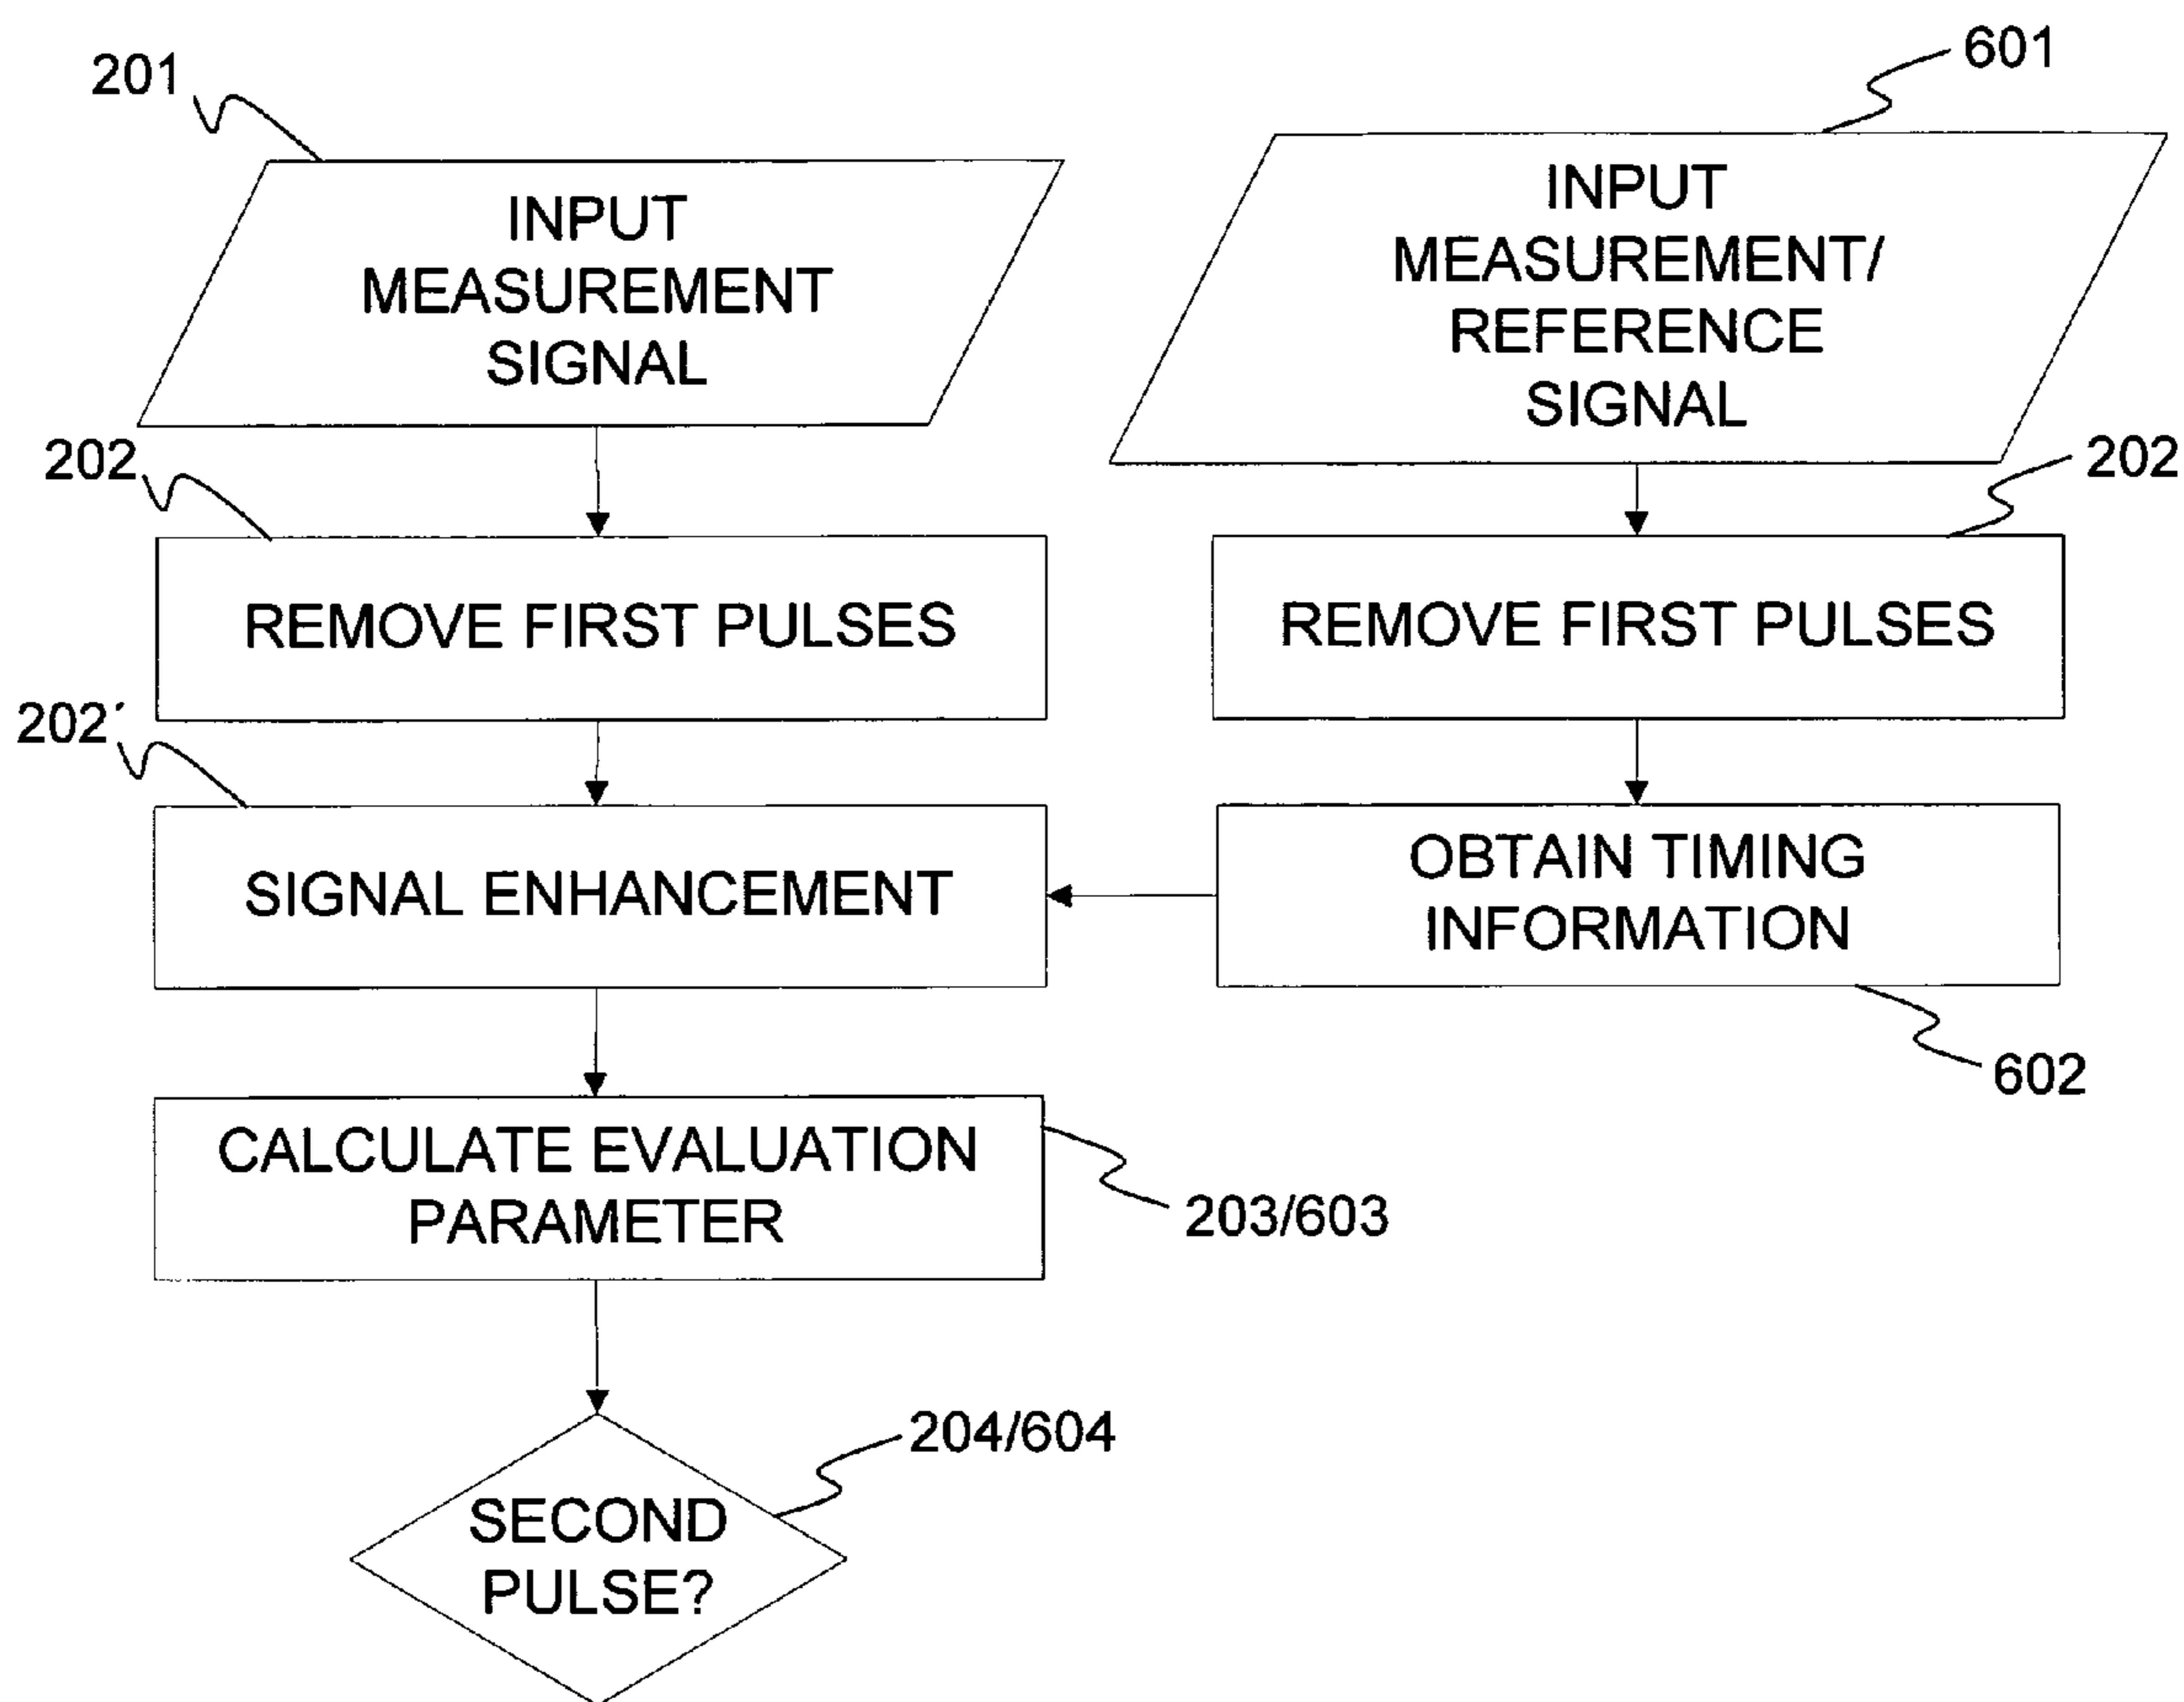 201
INPUT
MEASUREMENT
SIGNAL
601
INPUT
MEASUREMENT/
REFERENCE
SIGNAL
202
REMOVE FIRST PULSES
202
REMOVE FIRST PULSES
202´
SIGNAL ENHANCEMENT
OBTAIN TIMING
INFORMATION
602
CALCULATE EVALUATION
PARAMETER
203/603
204/604
SECOND
PULSE?